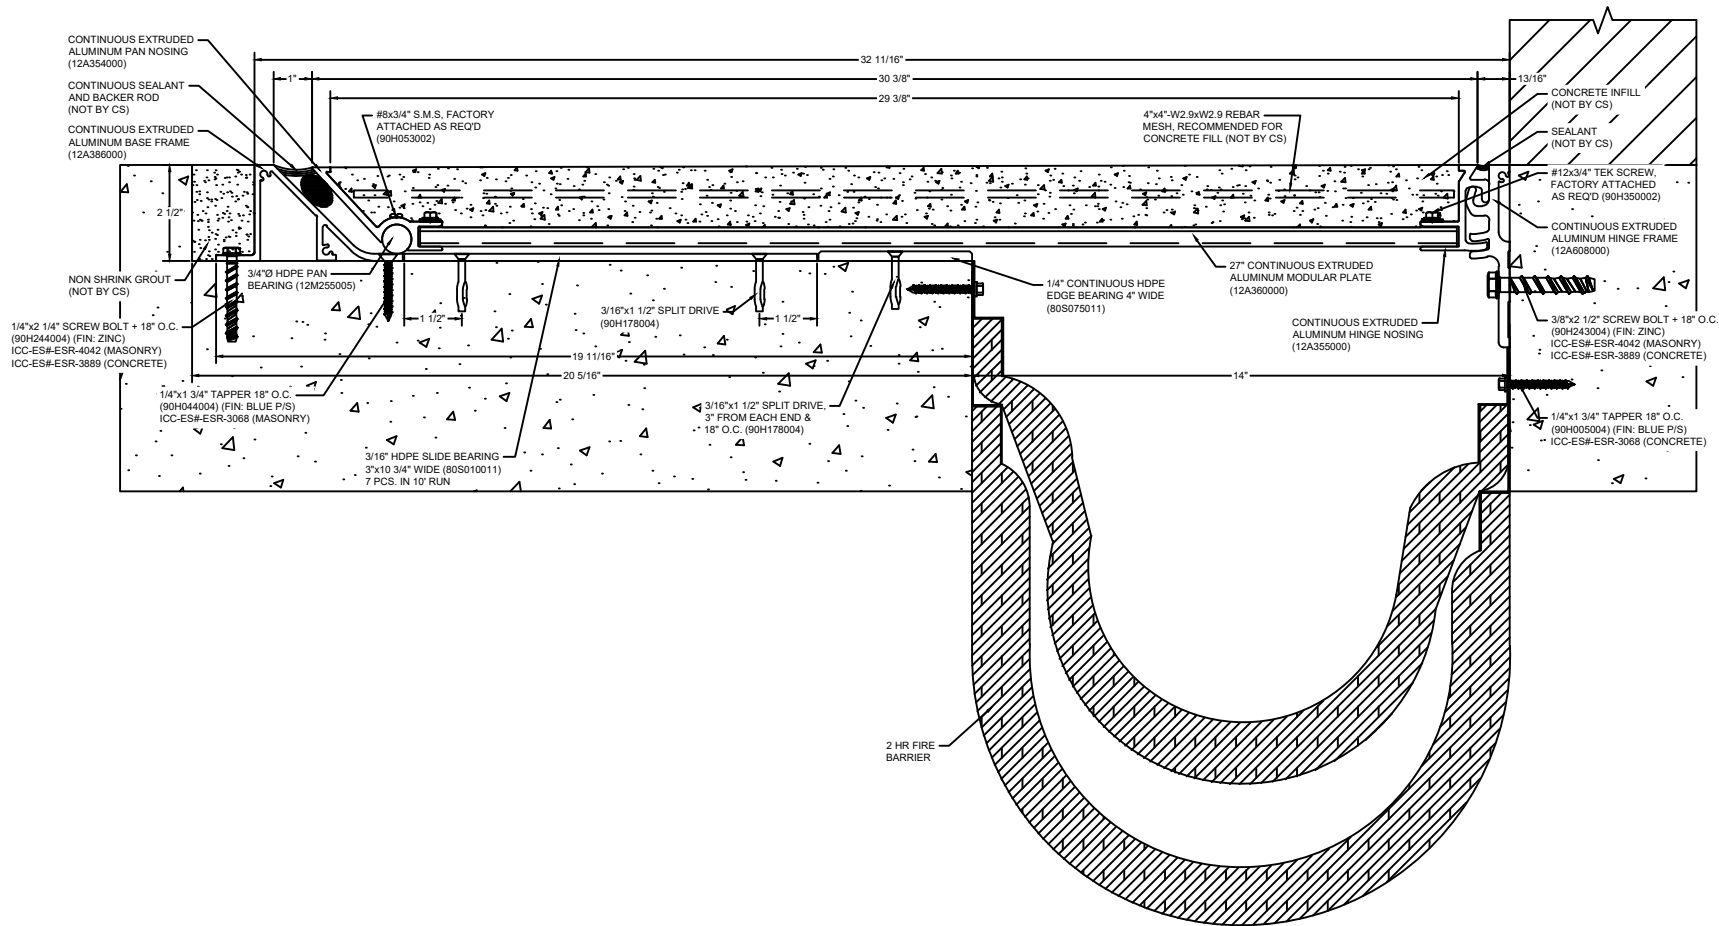 CONTINUOUS EXTRUDED
ALUMINUM PAN NOSING
(12A354000)
CONTINUOUS SEALANT
AND BACKER ROD
(NOT BY CS)
CONTINUOUS EXTRUDED
ALUMINUM BASE FRAME
(12A386000)
32 11/16"
1"
30 3/8"
13/16"
29 3/8"
#8x3/4" S.M.S, FACTORY
ATTACHED AS REQ'D
(90H053002)
4"x4"-W2.9xW2.9 REBAR
MESH, RECOMMENDED FOR
CONCRETE FILL (NOT BY CS)
CONCRETE INFILL
(NOT BY CS)
SEALANT
(NOT BY CS)
#12x3/4" TEK SCREW,
FACTORY ATTACHED
AS REQ'D (90H350002)
CONTINUOUS EXTRUDED
ALUMINUM HINGE FRAME
(12A608000)
2 1/2"
NON SHRINK GROUT
(NOT BY CS)
3/4"Ø HDPE PAN
BEARING (12M255005)
1/4"x2 1/4" SCREW BOLT + 18" O.C.
(90H244004) (FIN: ZINC)
ICC-ES#-ESR-4042 (MASONRY)
ICC-ES#-ESR-3889 (CONCRETE)
1 1/2"
3/16"x1 1/2" SPLIT DRIVE
(90H178004)
1 1/2"
1/4" CONTINUOUS HDPE
EDGE BEARING 4" WIDE
(80S075011)
27" CONTINUOUS EXTRUDED
ALUMINUM MODULAR PLATE
(12A360000)
CONTINUOUS EXTRUDED
ALUMINUM HINGE NOSING
(12A355000)
3/8"x2 1/2" SCREW BOLT + 18" O.C.
(90H243004) (FIN: ZINC)
ICC-ES#-ESR-4042 (MASONRY)
ICC-ES#-ESR-3889 (CONCRETE)
19 11/16"
20 5/16"
14"
1/4"x1 3/4" TAPPER 18" O.C.
(90H044004) (FIN: BLUE P/S)
ICC-ES#-ESR-3068 (MASONRY)
3/16"x1 1/2" SPLIT DRIVE,
3" FROM EACH END &
18" O.C. (90H178004)
1/4"x1 3/4" TAPPER 18" O.C.
(90H005004) (FIN: BLUE P/S)
ICC-ES#-ESR-3068 (CONCRETE)
3/16" HDPE SLIDE BEARING
3"x10 3/4" WIDE (80S010011)
7 PCS. IN 10' RUN
2 HR FIRE
BARRIER